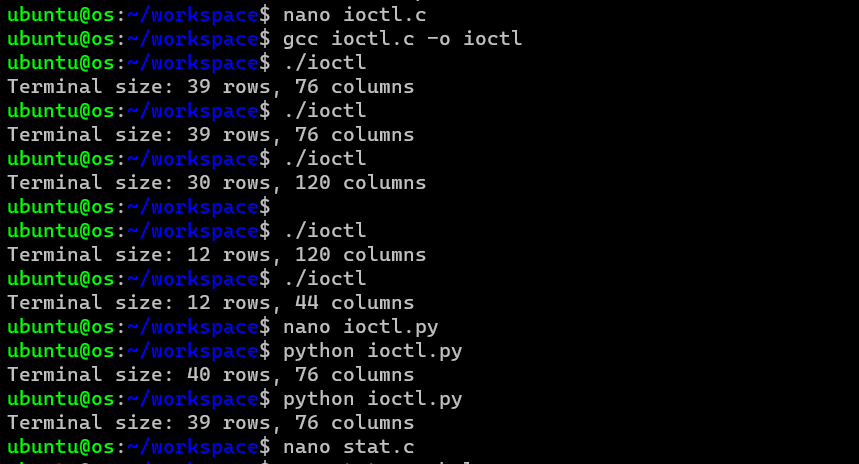 ubuntu@os:~/workspace$ nano ioctl.c
ubuntu@os:~/workspace$ gcc ioctl.c -o ioctl
ubuntu@os:~/workspace$ ./ioctl
Terminal size: 39 rows, 76 columns
ubuntu@os:~/workspace$ ./ioctl
Terminal size: 39 rows, 76 columns
ubuntu@os:~/workspace$ ./ioctl
Terminal size: 30 rows, 120 columns
ubuntu@os:~/workspace$
ubuntu@os:~/workspace$ ./ioctl
Terminal size: 12 rows, 120 columns
ubuntu@os:~/workspace$ ./ioctl
Terminal size: 12 rows, 44 columns
ubuntu@os:~/workspace$ nano ioctl.py
ubuntu@os:~/workspace$ python ioctl.py
Terminal size: 40 rows, 76 columns
ubuntu@os:~/workspace$ python ioctl.py
Terminal size: 39 rows, 76 columns
ubuntu@os:~/workspace$ nano stat.c